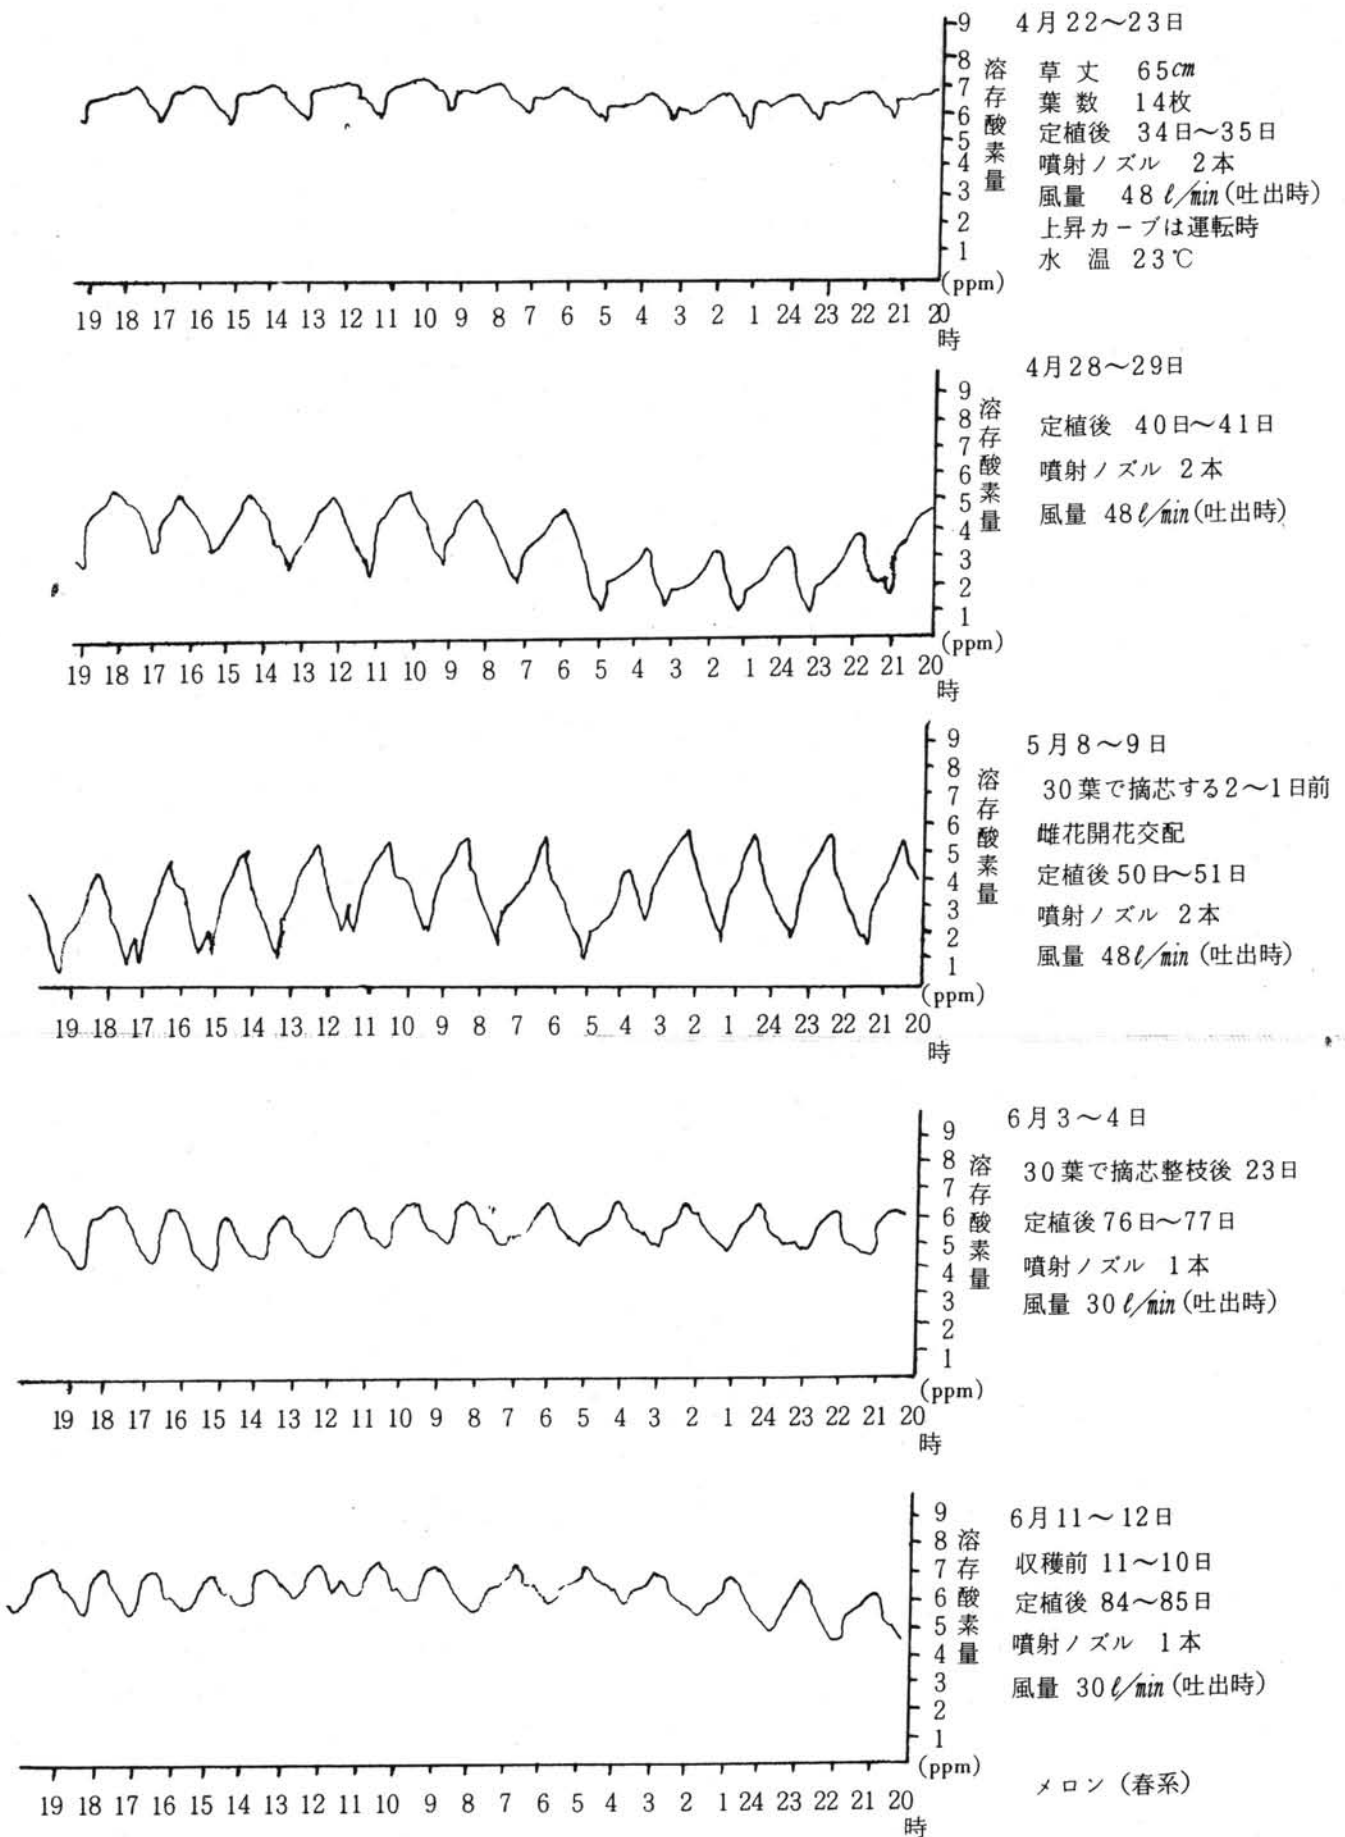 9
8
7
6
5
4
3
2
1
(ppm)
溶存酸素量
19 18 17 16 15 14 13 12 11 10 9 8 7 6 5 4 3 2 1 24 23 22 21 20
時
4月22～23日
草丈 65cm
葉数 14枚
定植後 34日～35日
噴射ノズル 2本
風量 48 ℓ/min(吐出時)
上昇カーブは運転時
水温 23℃
9
8
7
6
5
4
3
2
1
(ppm)
溶存酸素量
19 18 17 16 15 14 13 12 11 10 9 8 7 6 5 4 3 2 1 24 23 22 21 20
時
4月28～29日
定植後 40日～41日
噴射ノズル 2本
風量 48ℓ/min(吐出時)
9
8
7
6
5
4
3
2
1
(ppm)
溶存酸素量
19 18 17 16 15 14 13 12 11 10 9 8 7 6 5 4 3 2 1 24 23 22 21 20
時
5月8～9日
30葉で摘芯する2～1日前
雌花開花交配
定植後50日～51日
噴射ノズル 2本
風量 48ℓ/min (吐出時)
9
8
7
6
5
4
3
2
1
(ppm)
溶存酸素量
19 18 17 16 15 14 13 12 11 10 9 8 7 6 5 4 3 2 1 24 23 22 21 20
時
6月3～4日
30葉で摘芯整枝後 23日
定植後76日～77日
噴射ノズル 1本
風量 30ℓ/min(吐出時)
9
8
7
6
5
4
3
2
1
(ppm)
溶存酸素量
19 18 17 16 15 14 13 12 11 10 9 8 7 6 5 4 3 2 1 24 23 22 21 20
時
6月11～12日
収穫前 11～10日
定植後 84～85日
噴射ノズル 1本
風量 30ℓ/min (吐出時)
メロン (春系)